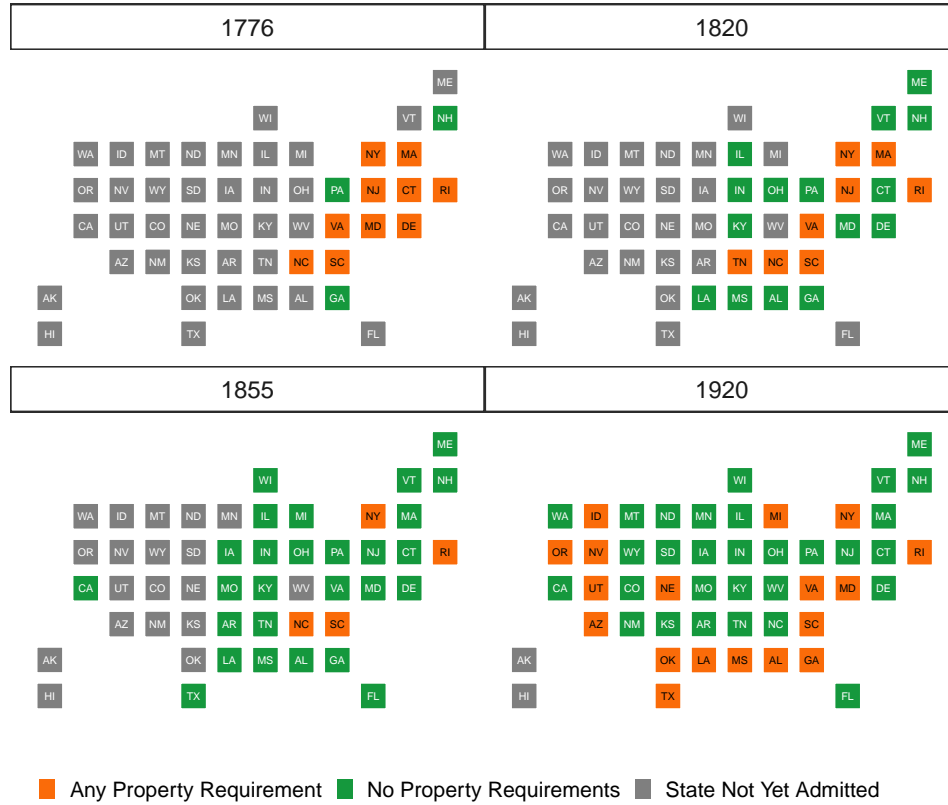 1776
1820
ME
ME
WI
VT
NH
WI
VT
NH
WA
ID
MT
ND
MN
IL
MI
NY
MA
WA
ID
MT
ND
MN
IL
MI
NY
MA
OR
NV
WY
SD
IA
IN
OH
PA
NJ
CT
RI
OR
NV
WY
SD
IA
IN
OH
PA
NJ
CT
RI
CA
UT
CO
NE
MO
KY
WV
VA
MD
DE
CA
UT
CO
NE
MO
KY
WV
VA
MD
DE
AZ
NM
KS
AR
TN
NC
SC
AZ
NM
KS
AR
TN
NC
SC
AK
OK
LA
MS
AL
GA
AK
OK
LA
MS
AL
GA
HI
TX
FL
HI
TX
FL
1855
1920
ME
ME
WI
VT
NH
WI
VT
NH
WA
ID
MT
ND
MN
IL
MI
NY
MA
WA
ID
MT
ND
MN
IL
MI
NY
MA
OR
NV
WY
SD
IA
IN
OH
PA
NJ
CT
RI
OR
NV
WY
SD
IA
IN
OH
PA
NJ
CT
RI
CA
UT
CO
NE
MO
KY
WV
VA
MD
DE
CA
UT
CO
NE
MO
KY
WV
VA
MD
DE
AZ
NM
KS
AR
TN
NC
SC
AZ
NM
KS
AR
TN
NC
SC
AK
OK
LA
MS
AL
GA
AK
OK
LA
MS
AL
GA
HI
TX
FL
HI
TX
FL
Any Property Requirement
No Property Requirements
State Not Yet Admitted